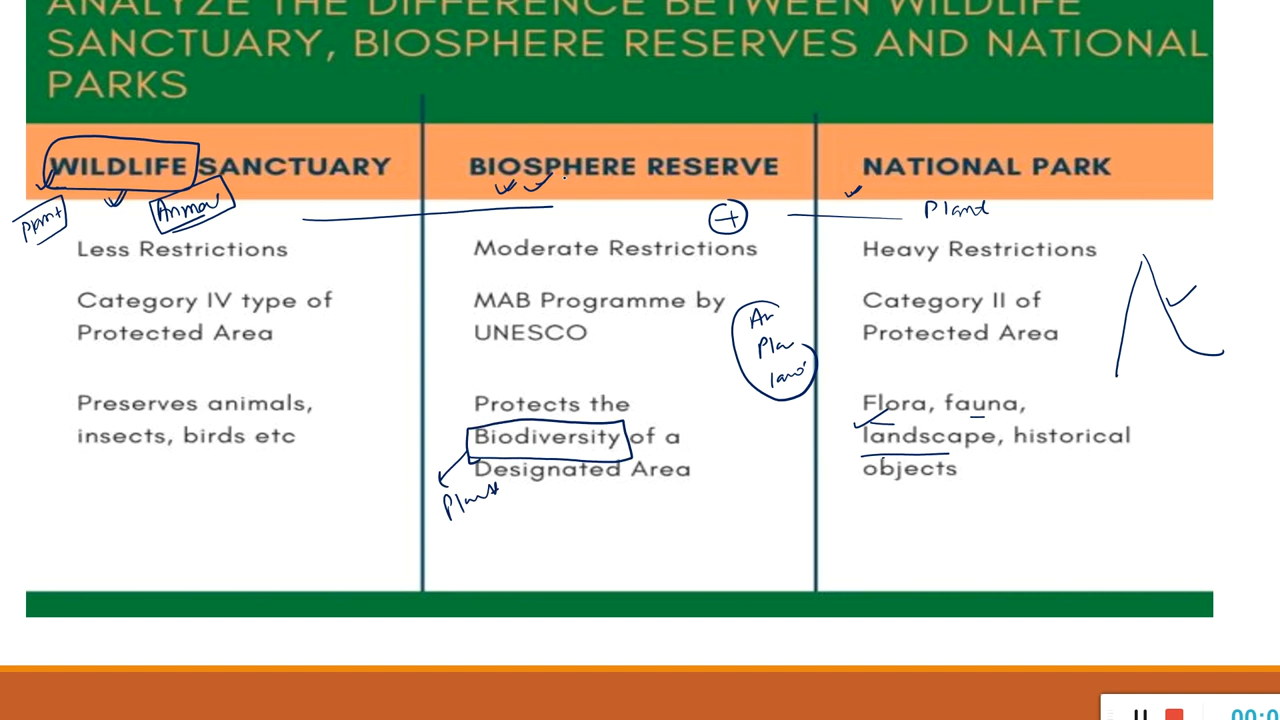 ANALYZE THE DIFFERENCE BETWEEN WILDLIFE
SANCTUARY, BIOSPHERE RESERVES AND NATIONAL
PARKS
WILDLIFE SANCTUARY
BIOSPHERE RESERVE
NATIONAL PARK
Plant
Less Restrictions
Moderate Restrictions
Heavy Restrictions
Category IV type of
Protected Area
MAB Programme by
UNESCO
Category II of
Protected Area
Preserves animals,
insects, birds etc
Protects the
Biodiversity of a
Designated Area
Flora, fauna,
landscape, historical
objects